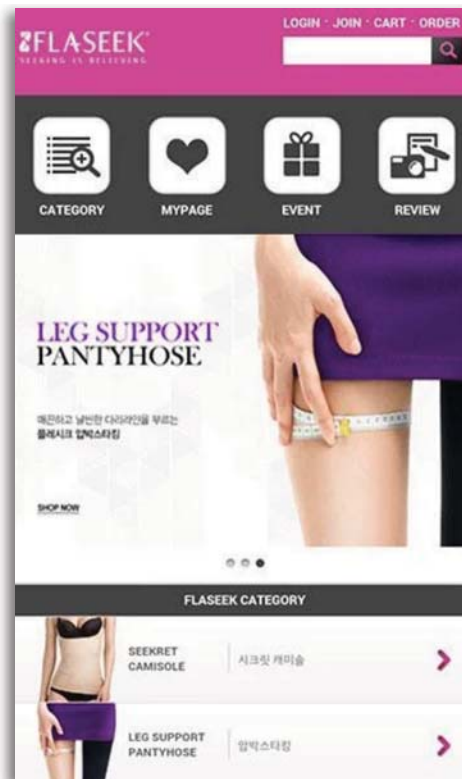 LOGIN · JOIN · CART · ORDER
FLASEEK
SEEKING IS BELIEVING
CATEGORY
MYPAGE
EVENT
REVIEW
LEG SUPPORT
PANTYHOSE
매끈하고 날씬한 다리라인을 부르는
플레시크 압박스타킹
SHOP NOW
FLASEEK CATEGORY
SEEKRET
CAMISOLE
시크릿 캐미솔
LEG SUPPORT
PANTYHOSE
압박스타킹